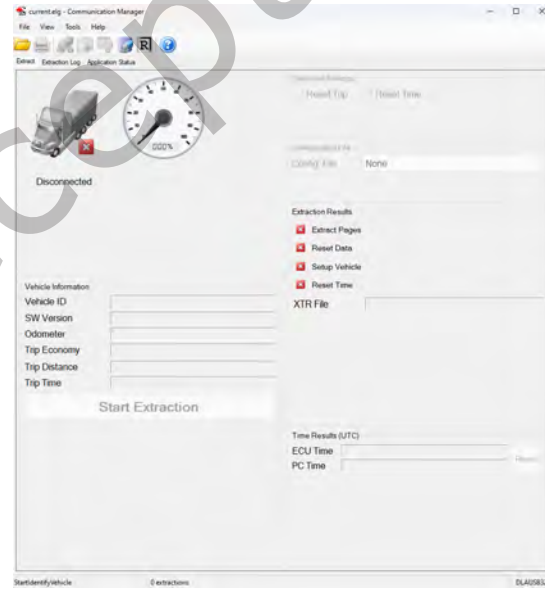 current.elg - Communication Manager
File View Tools Help
R ?
Extract Extraction Log Application Status
000%
Disconnected
Reset Trip Reset Time
Config. File None
Extraction Results
Extract Pages
Reset Data
Setup Vehicle
Reset Time
XTR File
Vehicle Information
Vehicle ID
SW Version
Odometer
Trip Economy
Trip Distance
Trip Time
Start Extraction
Time Results (UTC)
ECU Time
PC Time
StartIdentifyVehicle 0 extractions